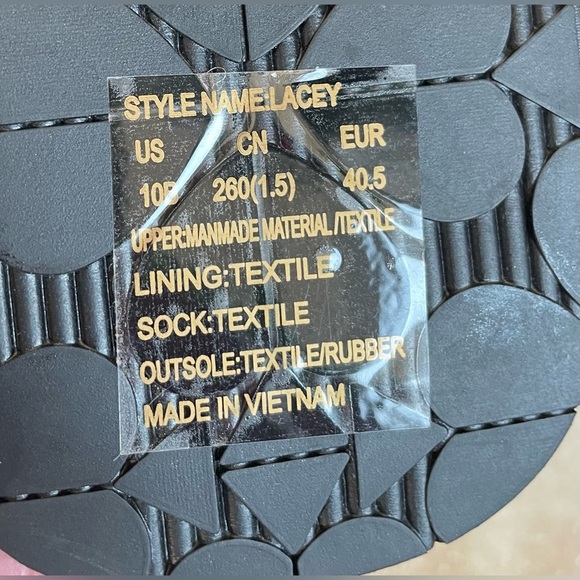 STYLE NAME:LACEY
US CN EUR
10B 260(1.5) 40.5
UPPER:MANMADE MATERIAL/TEXTILE
LINING:TEXTILE
SOCK:TEXTILE
OUTSOLE:TEXTILE/RUBBER
MADE IN VIETNAM